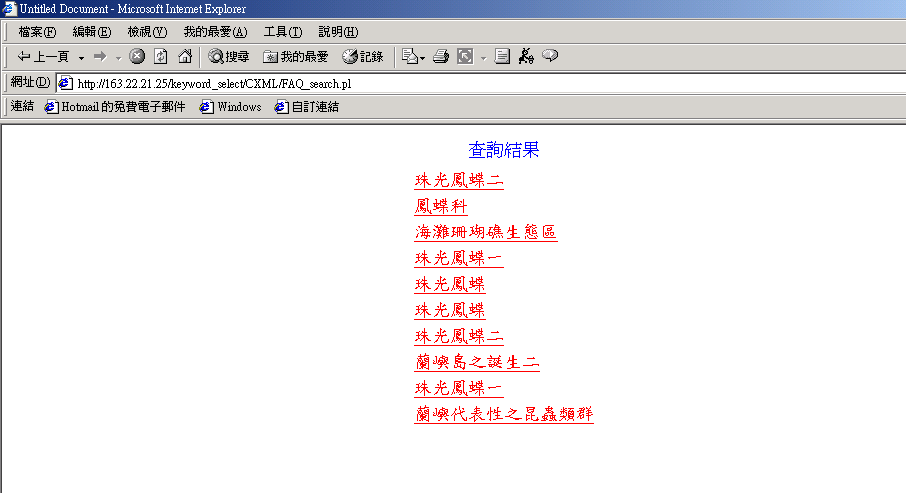 Untitled Document - Microsoft Internet Explorer
檔案(F) 編輯(E) 檢視(V) 我的最愛(A) 工具(T) 說明(H)
上一頁 搜尋 我的最愛 記錄
網址(D) http://163.22.21.25/keyword_select/CXML/FAQ_search.pl
連結 Hotmail 的免費電子郵件 Windows 自訂連結
查詢結果
珠光鳳蝶二
鳳蝶科
海灘珊瑚礁生態區
珠光鳳蝶一
珠光鳳蝶
珠光鳳蝶
珠光鳳蝶二
蘭嶼島之誕生二
珠光鳳蝶一
蘭嶼代表性之昆蟲類群